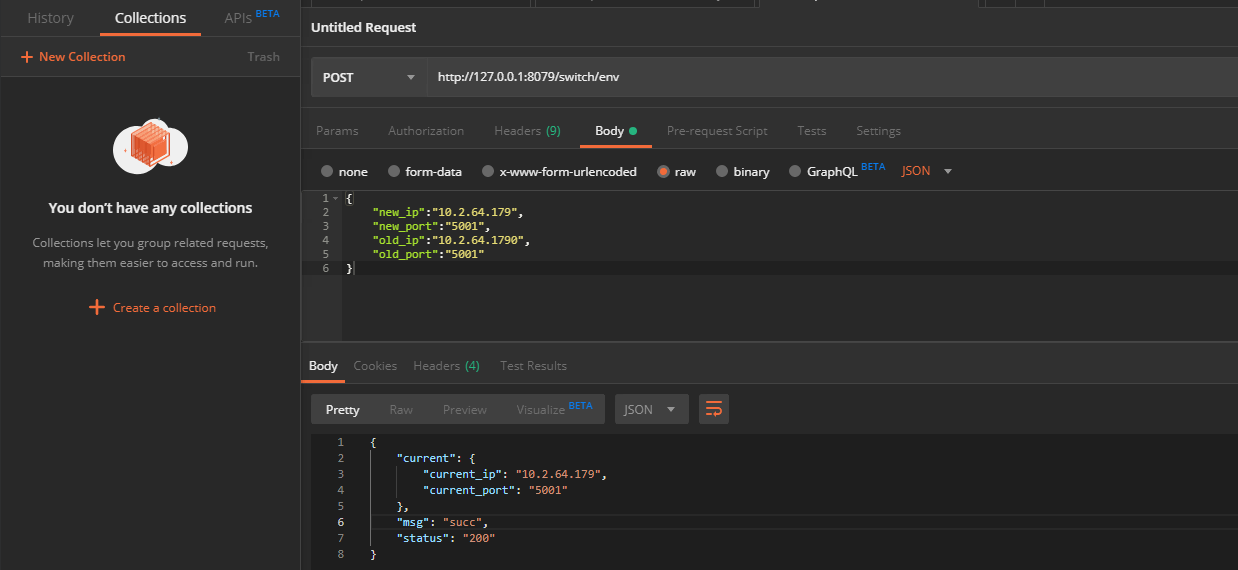 History Collections APIs BETA
+ New Collection Trash
You don't have any collections
Collections let you group related requests,
making them easier to access and run.
+ Create a collection
Untitled Request
POST http://127.0.0.1:8079/switch/env
Params Authorization Headers (9) Body Pre-request Script Tests Settings
none form-data x-www-form-urlencoded raw binary GraphQL BETA JSON
1 {
2 "new_ip":"10.2.64.179",
3 "new_port":"5001",
4 "old_ip":"10.2.64.1790",
5 "old_port":"5001"
6 }
Body Cookies Headers (4) Test Results
Pretty Raw Preview Visualize BETA JSON
1 {
2 "current": {
3 "current_ip": "10.2.64.179",
4 "current_port": "5001"
5 },
6 "msg": "succ",
7 "status": "200"
8 }